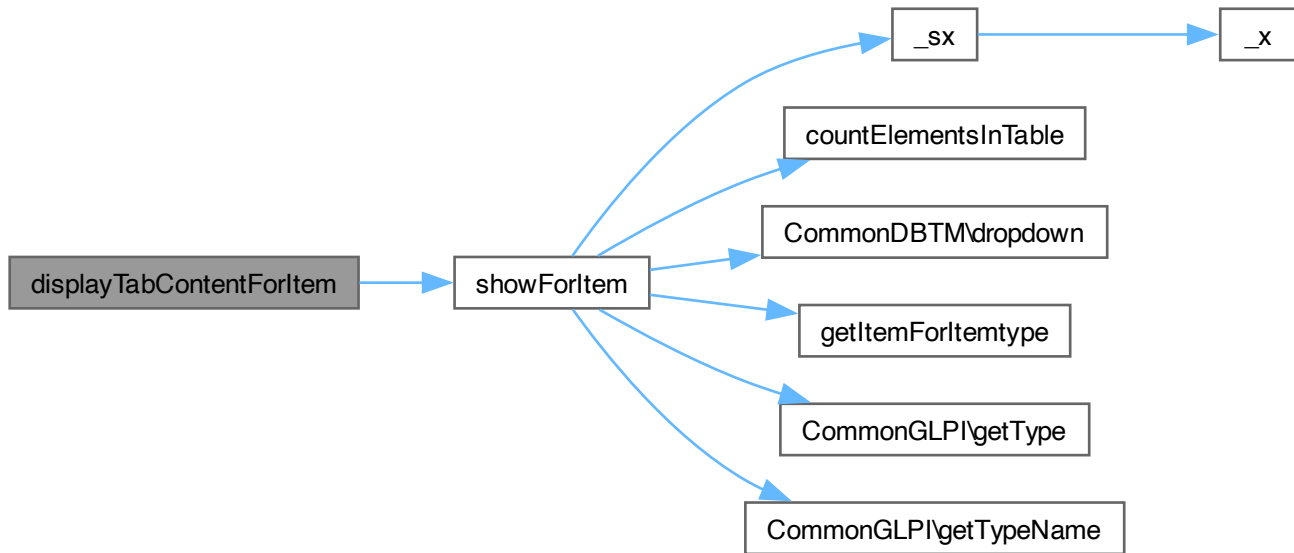 _sx
_x
countElementsInTable
CommonDBTM\dropdown
displayTabContentForItem
showForItem
getItemForItemtype
CommonGLPI\getType
CommonGLPI\getTypeName